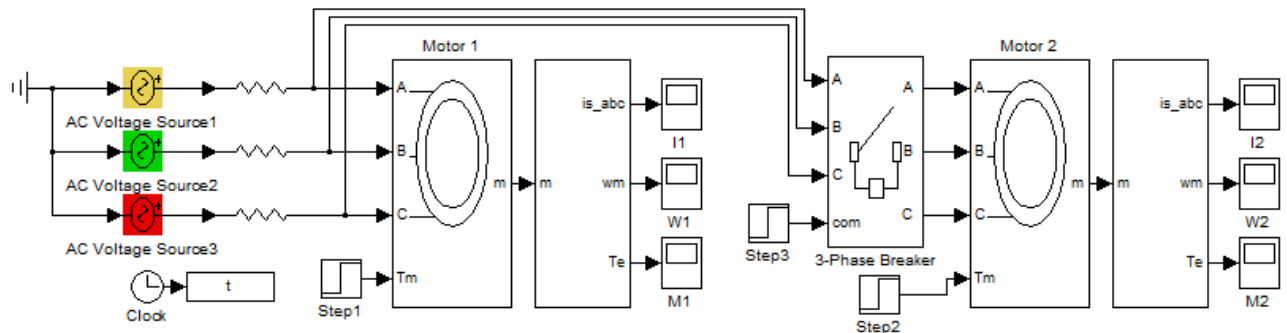 Motor 1
Motor 2
A
B
C
Tm
m
m
is_abc
wm
Te
I1
W1
M1
AC Voltage Source1
AC Voltage Source2
AC Voltage Source3
Clock
t
Step1
A
B
C
com
A
B
C
3-Phase Breaker
Step3
Step2
A
B
C
Tm
m
m
is_abc
wm
Te
I2
W2
M2